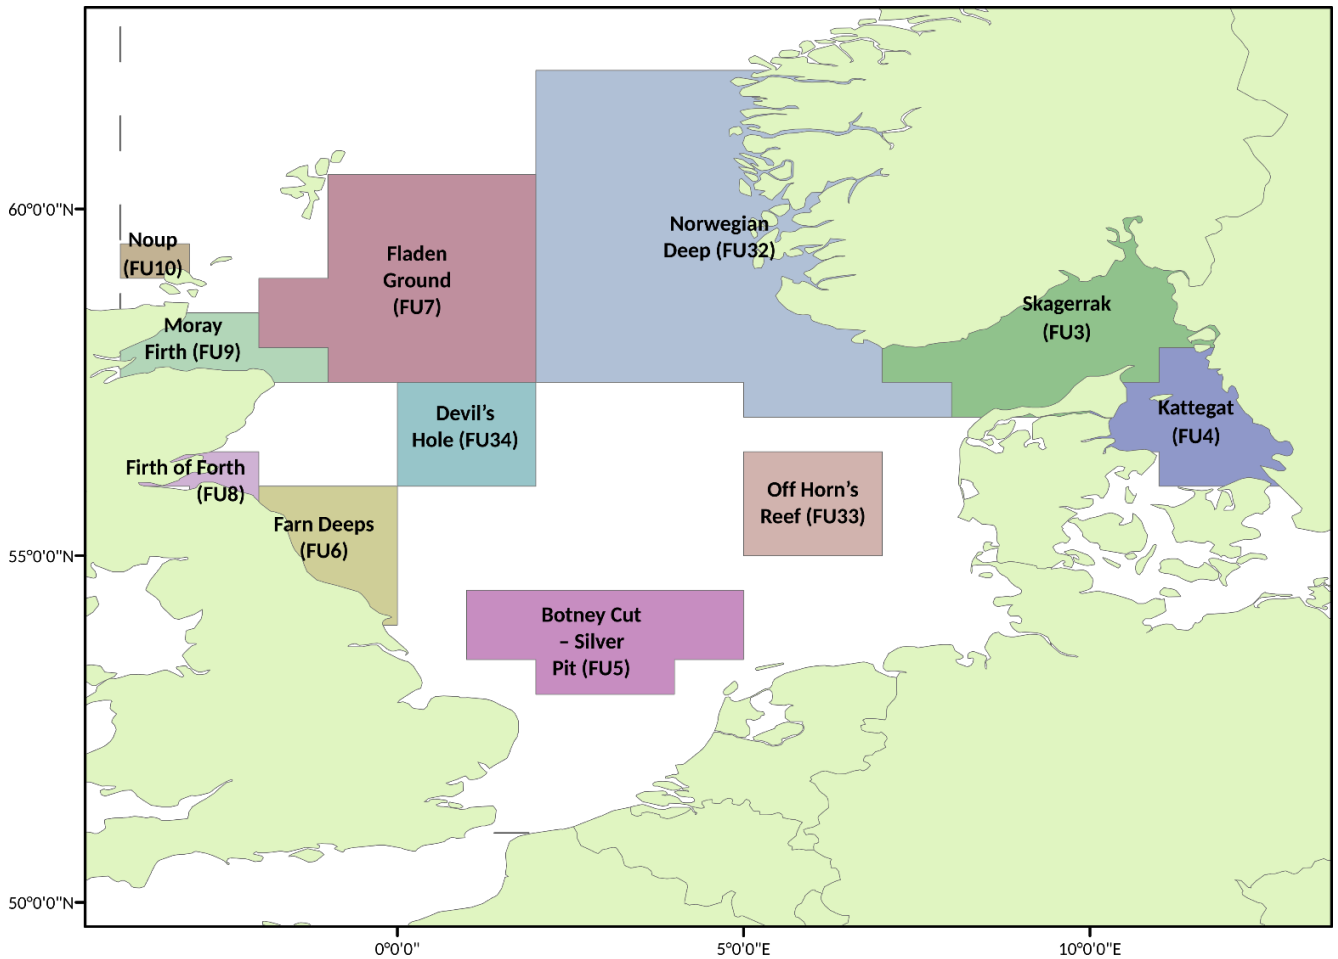 60°0'0"N
Noup
(FU10)
Norwegian
Deep (FU32)
Fladen
Ground
(FU7)
Skagerrak
(FU3)
Moray
Firth (FU9)
Devil’s
Hole (FU34)
Kattegat
(FU4)
Firth of Forth
(FU8)
Off Horn’s
Reef (FU33)
Farn Deeps
(FU6)
55°0'0"N
Botney Cut
– Silver
Pit (FU5)
50°0'0"N
0°0'0"
5°0'0"E
10°0'0"E